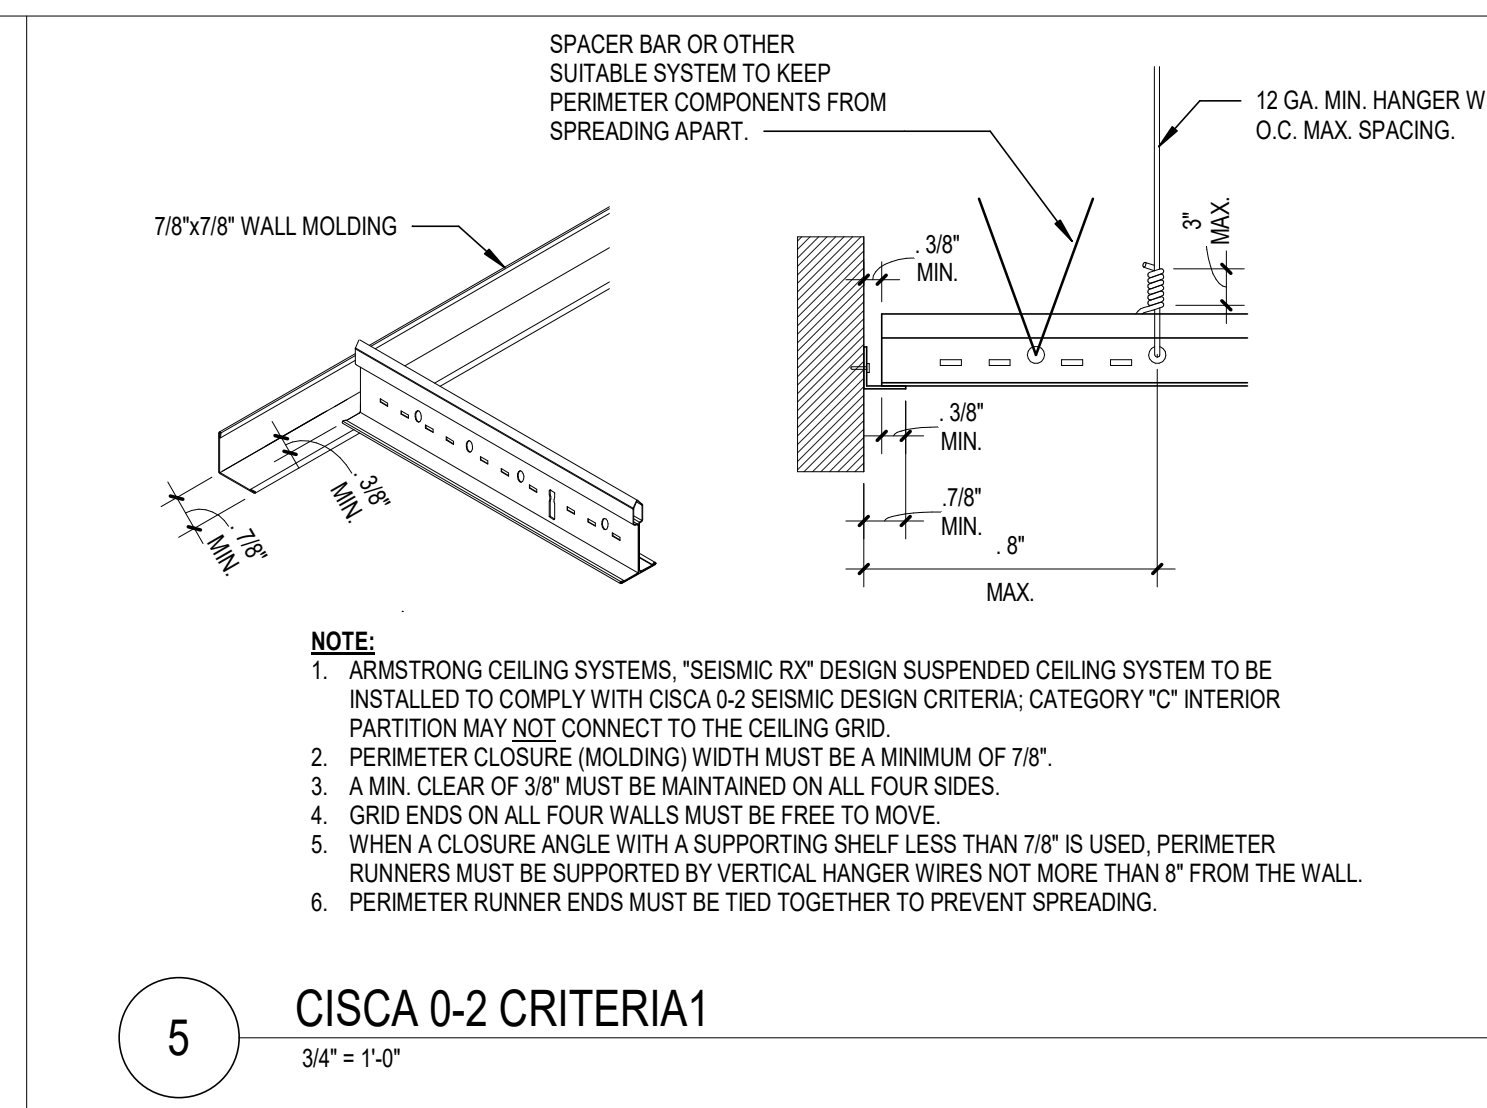 SPACER BAR OR OTHER
SUITABLE SYSTEM TO KEEP
PERIMETER COMPONENTS FROM
SPREADING APART.
12 GA. MIN. HANGER W
O.C. MAX. SPACING.
7/8"x7/8" WALL MOLDING
. 3/8"
MIN.
3"
MAX.
. 3/8"
MIN.
. 7/8"
MIN.
. 3/8"
MIN.
.7/8"
MIN.
. 8"
MAX.
NOTE:
1. ARMSTRONG CEILING SYSTEMS, "SEISMIC RX" DESIGN SUSPENDED CEILING SYSTEM TO BE
INSTALLED TO COMPLY WITH CISCA 0-2 SEISMIC DESIGN CRITERIA; CATEGORY "C" INTERIOR
PARTITION MAY NOT CONNECT TO THE CEILING GRID.
2. PERIMETER CLOSURE (MOLDING) WIDTH MUST BE A MINIMUM OF 7/8".
3. A MIN. CLEAR OF 3/8" MUST BE MAINTAINED ON ALL FOUR SIDES.
4. GRID ENDS ON ALL FOUR WALLS MUST BE FREE TO MOVE.
5. WHEN A CLOSURE ANGLE WITH A SUPPORTING SHELF LESS THAN 7/8" IS USED, PERIMETER
RUNNERS MUST BE SUPPORTED BY VERTICAL HANGER WIRES NOT MORE THAN 8" FROM THE WALL.
6. PERIMETER RUNNER ENDS MUST BE TIED TOGETHER TO PREVENT SPREADING.
5
CISCA 0-2 CRITERIA1
3/4" = 1'-0"